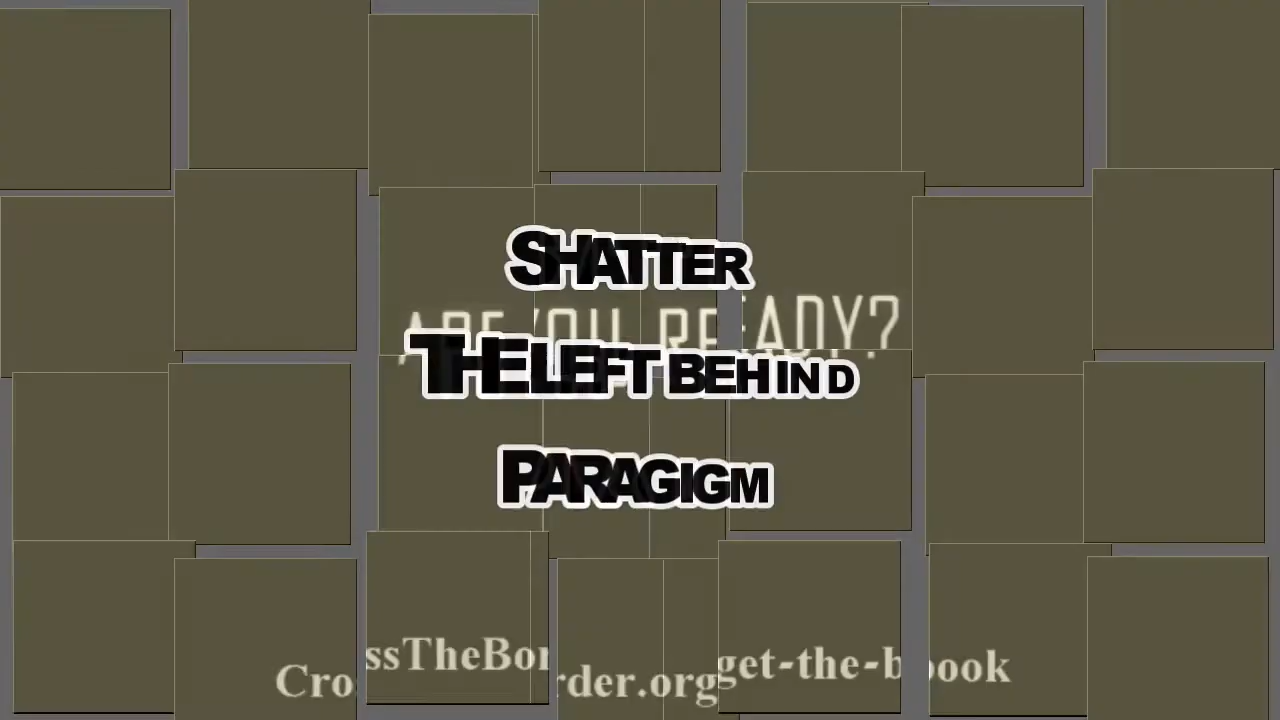 SHATTER
ARE YOU READY?
THE LEFT BEHIND
PARAGIGM
CrossTheBorder.org get-the-book